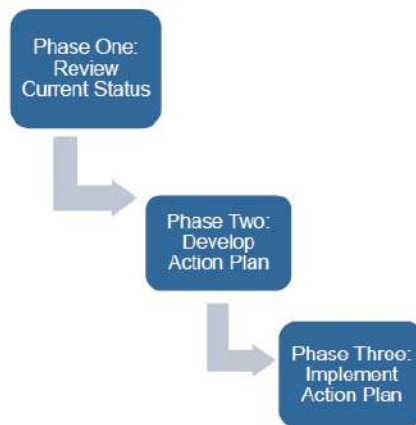 Phase One:
Review
Current Status
Phase Two:
Develop
Action Plan
Phase Three:
Implement
Action Plan